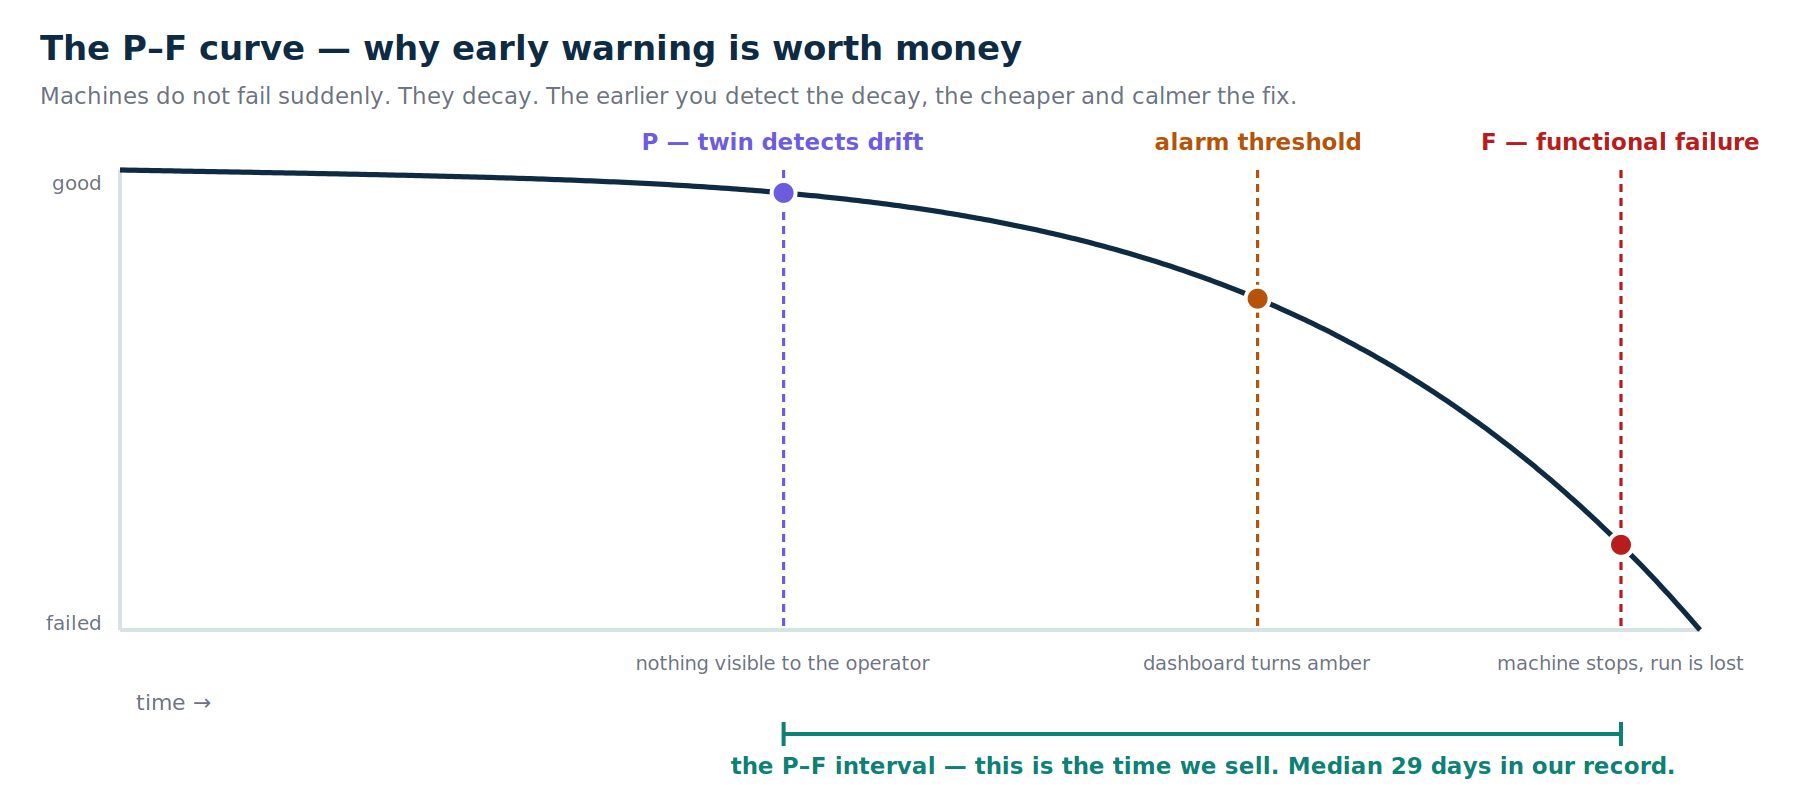 The P–F curve — why early warning is worth money
Machines do not fail suddenly. They decay. The earlier you detect the decay, the cheaper and calmer the fix.
P — twin detects drift
alarm threshold
F — functional failure
good
failed
nothing visible to the operator
dashboard turns amber
machine stops, run is lost
time →
the P–F interval — this is the time we sell. Median 29 days in our record.